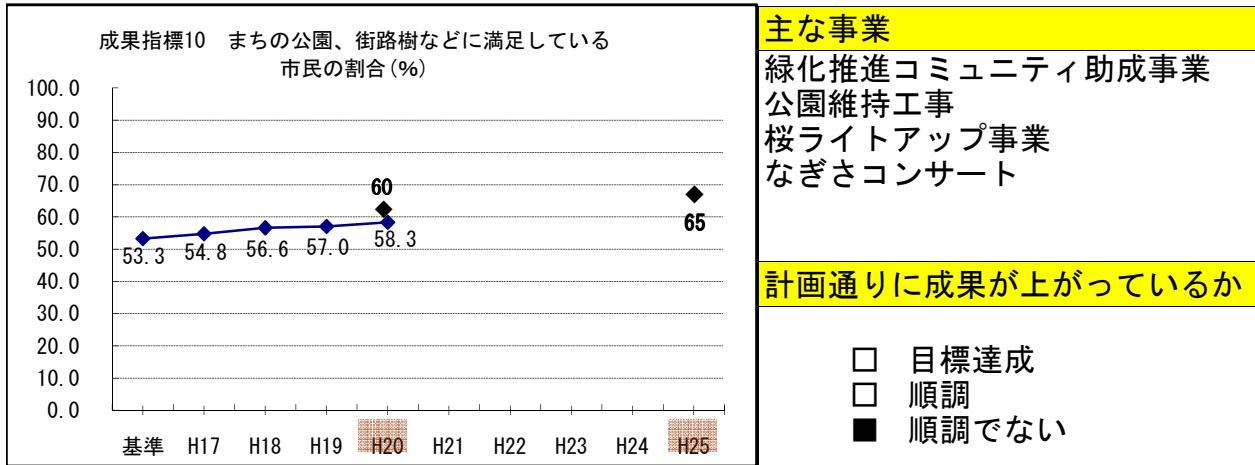 成果指標10　まちの公園、街路樹などに満足している
市民の割合(%)
100.0
90.0
80.0
70.0
60.0
50.0
40.0
30.0
20.0
10.0
0.0
60
65
53.3
54.8
56.6
57.0
58.3
基準 H17 H18 H19 H20 H21 H22 H23 H24 H25
主な事業
緑化推進コミュニティ助成事業
公園維持工事
桜ライトアップ事業
なぎさコンサート
計画通りに成果が上がっているか
□ 目標達成
□ 順調
■ 順調でない